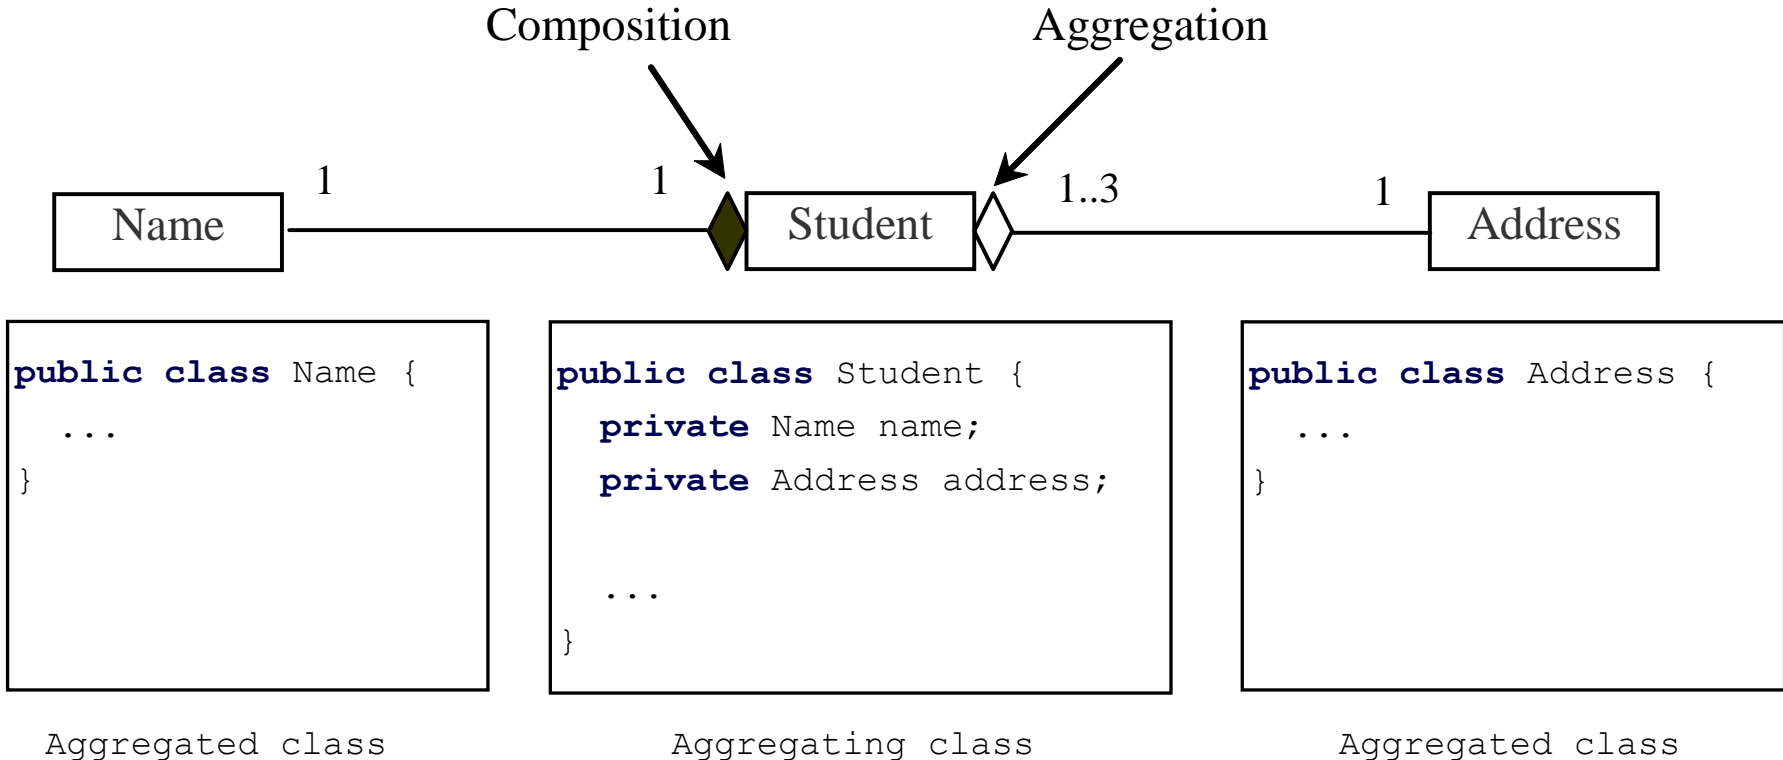 Composition
Aggregation
1
1
1..3
1
Name
Student
Address
public class Name {
...
}
public class Student {
private Name name;
private Address address;
...
}
public class Address {
...
}
Aggregated class
Aggregating class
Aggregated class